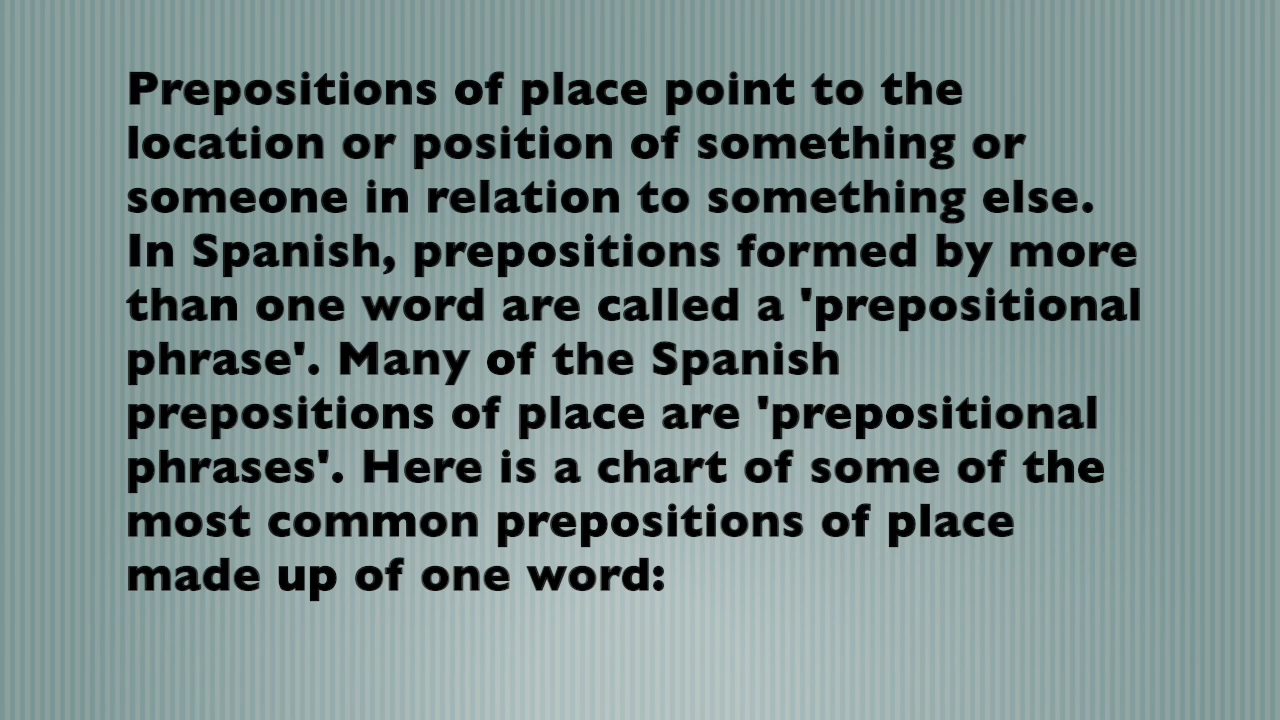 Prepositions of place point to the
location or position of something or
someone in relation to something else.
In Spanish, prepositions formed by more
than one word are called a 'prepositional
phrase'. Many of the Spanish
prepositions of place are 'prepositional
phrases'. Here is a chart of some of the
most common prepositions of place
made up of one word: